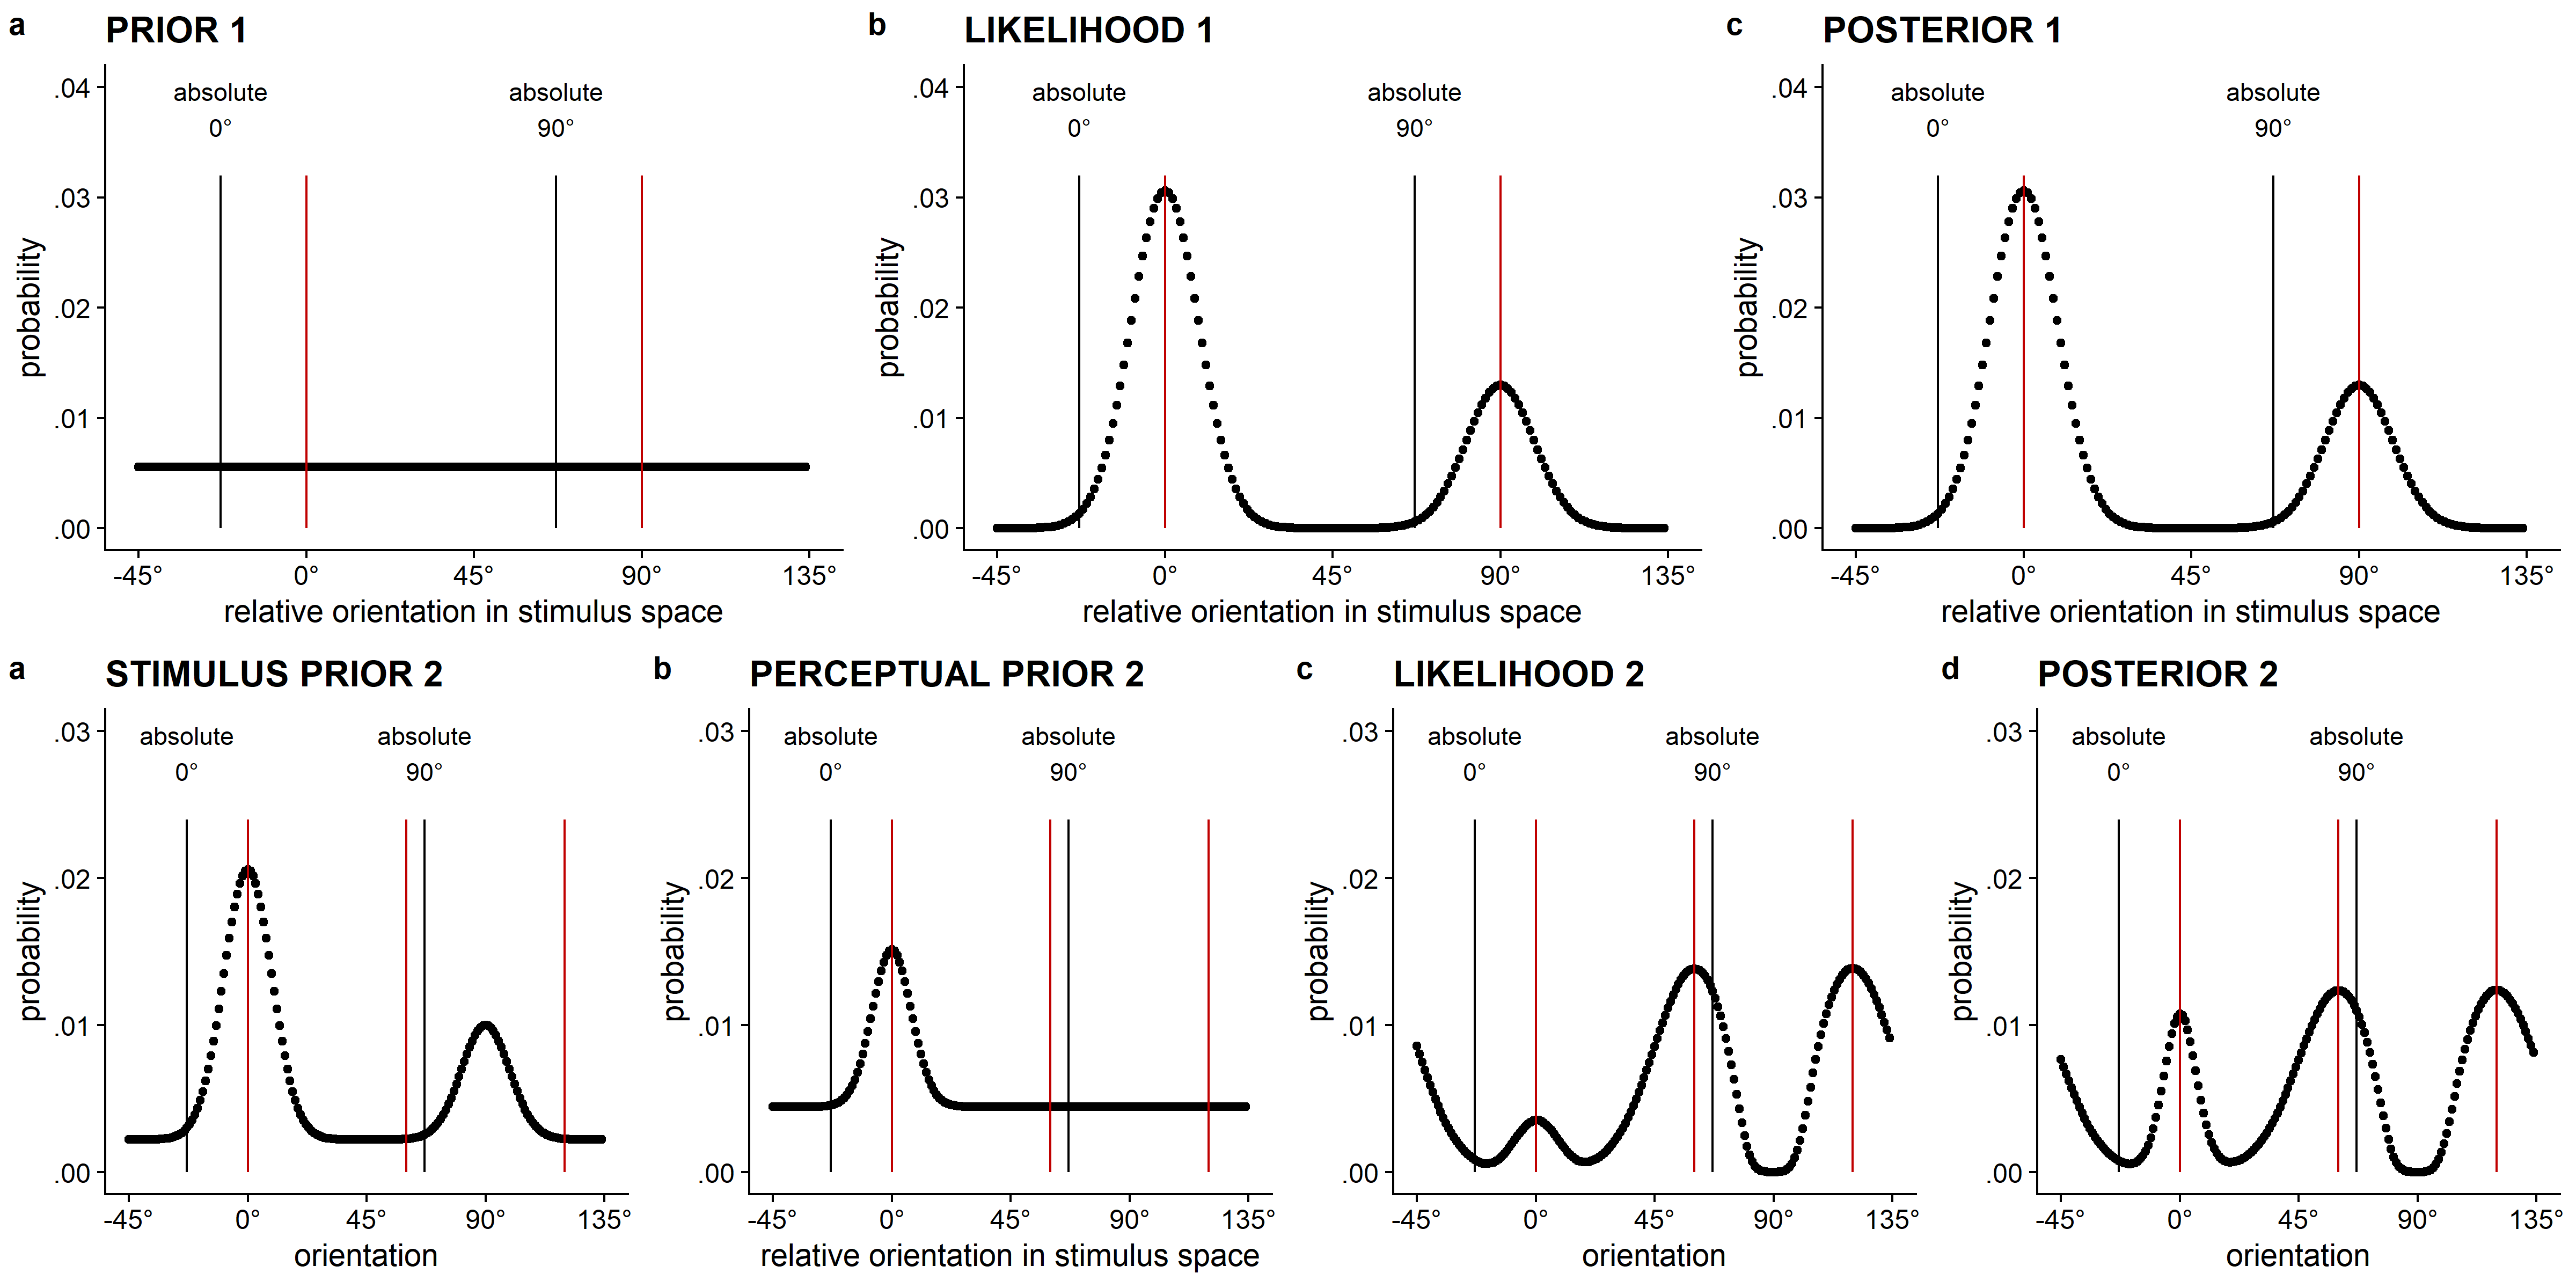 a PRIOR 1
absolute 0°
absolute 90°
.04
.03
.02
.01
.00
probability
-45° 0° 45° 90° 135°
relative orientation in stimulus space
b LIKELIHOOD 1
absolute 0°
absolute 90°
.04
.03
.02
.01
.00
probability
-45° 0° 45° 90° 135°
relative orientation in stimulus space
c POSTERIOR 1
absolute 0°
absolute 90°
.04
.03
.02
.01
.00
probability
-45° 0° 45° 90° 135°
relative orientation in stimulus space
a STIMULUS PRIOR 2
absolute 0°
absolute 90°
.03
.02
.01
.00
probability
-45° 0° 45° 90° 135°
orientation
b PERCEPTUAL PRIOR 2
absolute 0°
absolute 90°
.03
.02
.01
.00
probability
-45° 0° 45° 90° 135°
relative orientation in stimulus space
c LIKELIHOOD 2
absolute 0°
absolute 90°
.03
.02
.01
.00
probability
-45° 0° 45° 90° 135°
orientation
d POSTERIOR 2
absolute 0°
absolute 90°
.03
.02
.01
.00
probability
-45° 0° 45° 90° 135°
orientation